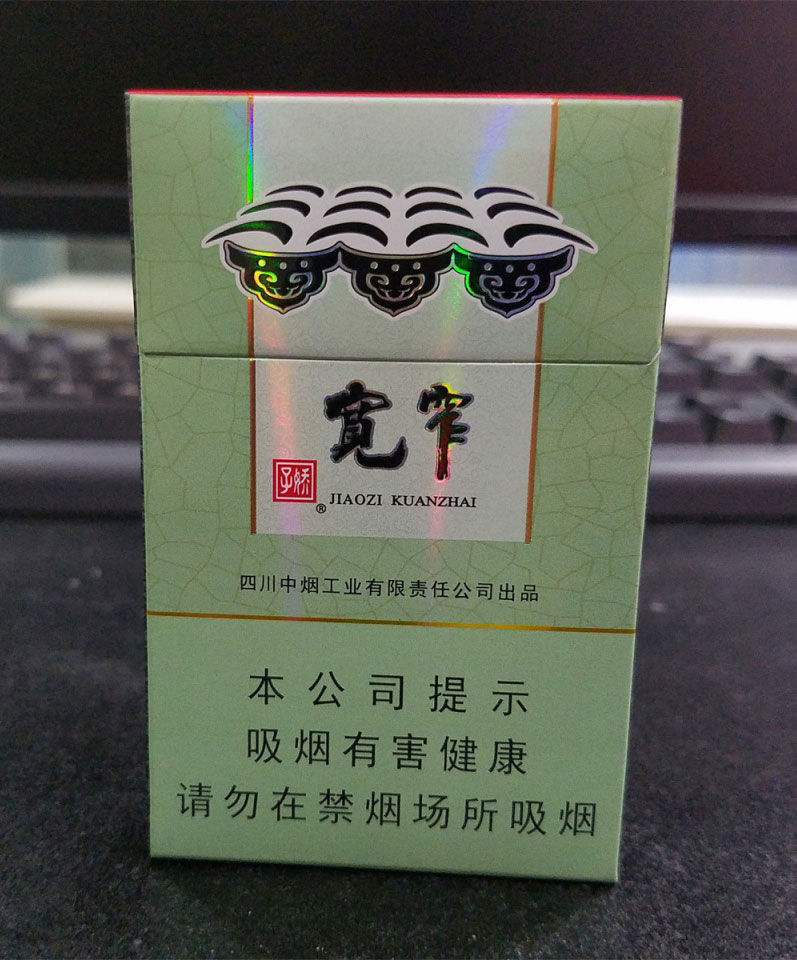 宽窄
娇子
® JIAOZI KUANZHAI
四川中烟工业有限责任公司出品
本公司提示
吸烟有害健康
请勿在禁烟场所吸烟